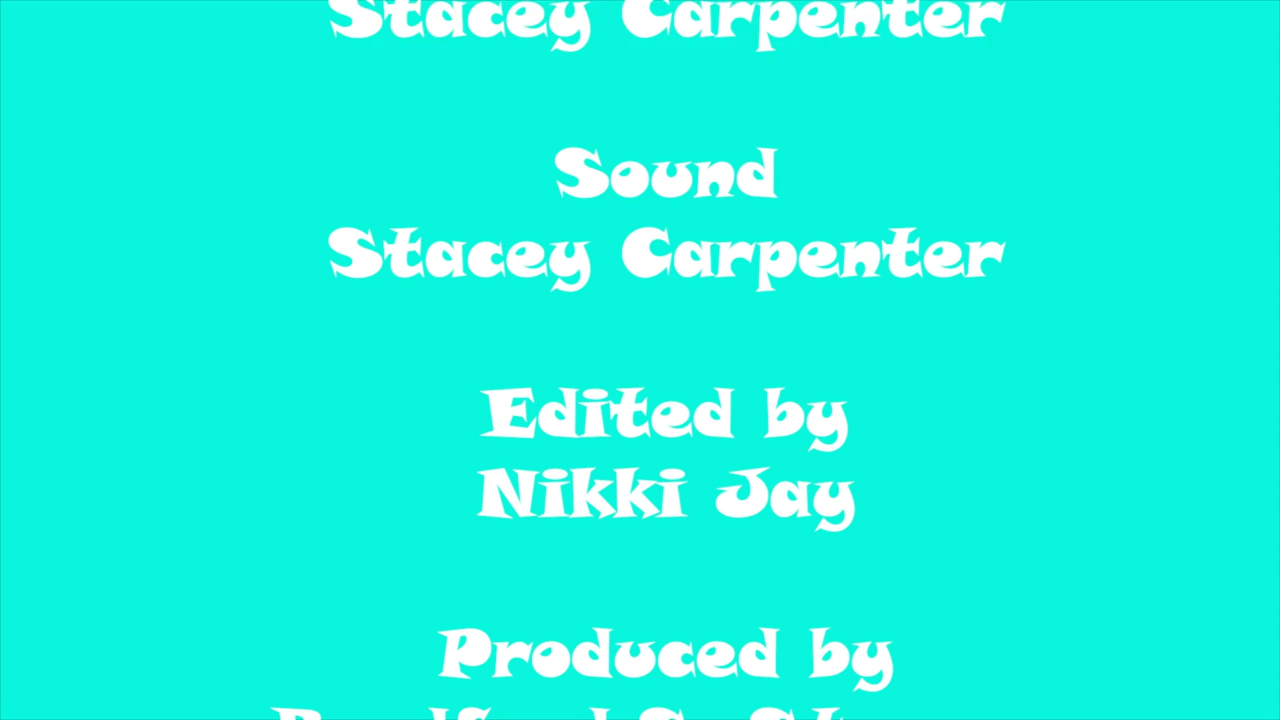 Stacey Carpenter
Sound
Stacey Carpenter
Edited by
Nikki Jay
Produced by